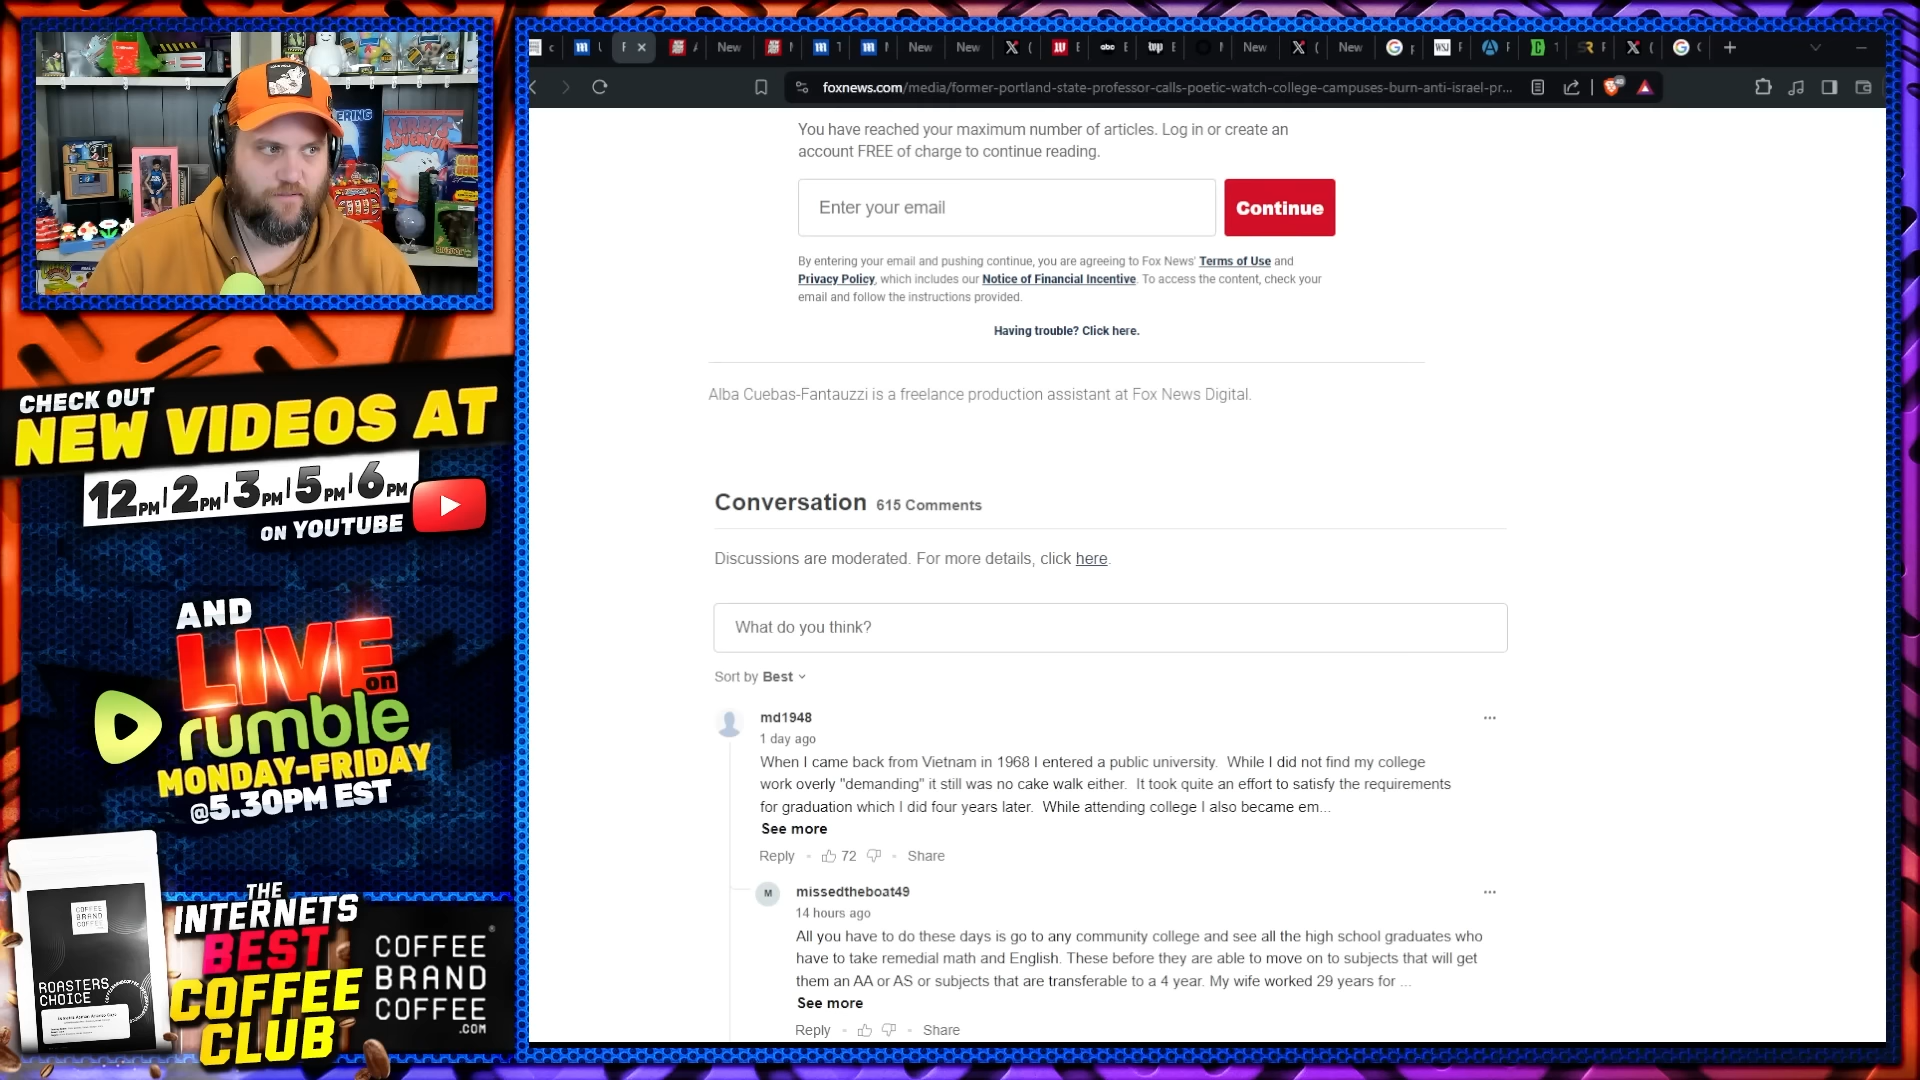 CHECK OUT
NEW VIDEOS AT
12PM | 2PM | 3PM | 5PM | 6PM
ON YOUTUBE
AND
LIVE
on
rumble
MONDAY-FRIDAY
@5.30PM EST
THE
INTERNETS
BEST
COFFEE
CLUB
COFFEE
BRAND
COFFEE
.COM
COFFEE
BRAND
COFFEE
ROASTERS
CHOICE
KIRBY'S
ADVENTURE
New
New
New
New
New
foxnews.com/media/former-portland-state-professor-calls-poetic-watch-college-campuses-burn-anti-israel-pr...
You have reached your maximum number of articles. Log in or create an
account FREE of charge to continue reading.
Enter your email
Continue
By entering your email and pushing continue, you are agreeing to Fox News' Terms of Use and
Privacy Policy, which includes our Notice of Financial Incentive. To access the content, check your
email and follow the instructions provided.
Having trouble? Click here.
Alba Cuebas-Fantauzzi is a freelance production assistant at Fox News Digital.
Conversation 615 Comments
Discussions are moderated. For more details, click here.
What do you think?
Sort by Best
md1948
1 day ago
When I came back from Vietnam in 1968 I entered a public university. While I did not find my college
work overly "demanding" it still was no cake walk either. It took quite an effort to satisfy the requirements
for graduation which I did four years later. While attending college I also became em...
See more
Reply 72 Share
M missedtheboat49
14 hours ago
All you have to do these days is go to any community college and see all the high school graduates who
have to take remedial math and English. These before they are able to move on to subjects that will get
them an AA or AS or subjects that are transferable to a 4 year. My wife worked 29 years for ...
See more
Reply Share